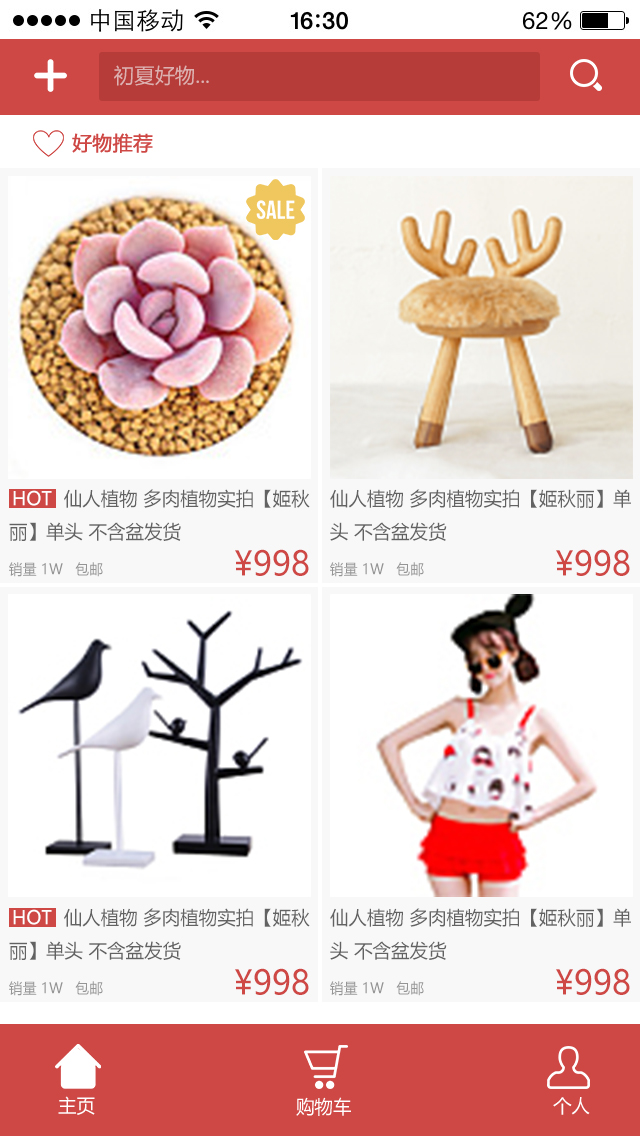 中国移动 16:30 62%
初夏好物...
好物推荐
SALE
HOT 仙人植物 多肉植物实拍【姬秋
丽】单头 不含盆发货
销量 1W 包邮 ¥998
仙人植物 多肉植物实拍【姬秋丽】单
头 不含盆发货
销量 1W 包邮 ¥998
HOT 仙人植物 多肉植物实拍【姬秋
丽】单头 不含盆发货
销量 1W 包邮 ¥998
仙人植物 多肉植物实拍【姬秋丽】单
头 不含盆发货
销量 1W 包邮 ¥998
主页 购物车 个人